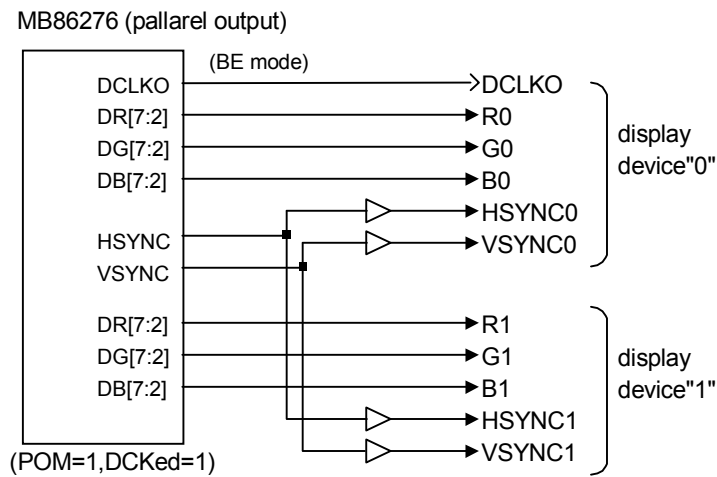 MB86276 (pallarel output)
(BE mode)
DCLKO
DCLKO
DR[7:2]
R0
DG[7:2]
G0
DB[7:2]
B0
display
device"0"
HSYNC0
HSYNC
VSYNC0
VSYNC
DR[7:2]
R1
DG[7:2]
G1
DB[7:2]
B1
display
device"1"
HSYNC1
VSYNC1
(POM=1,DCKed=1)